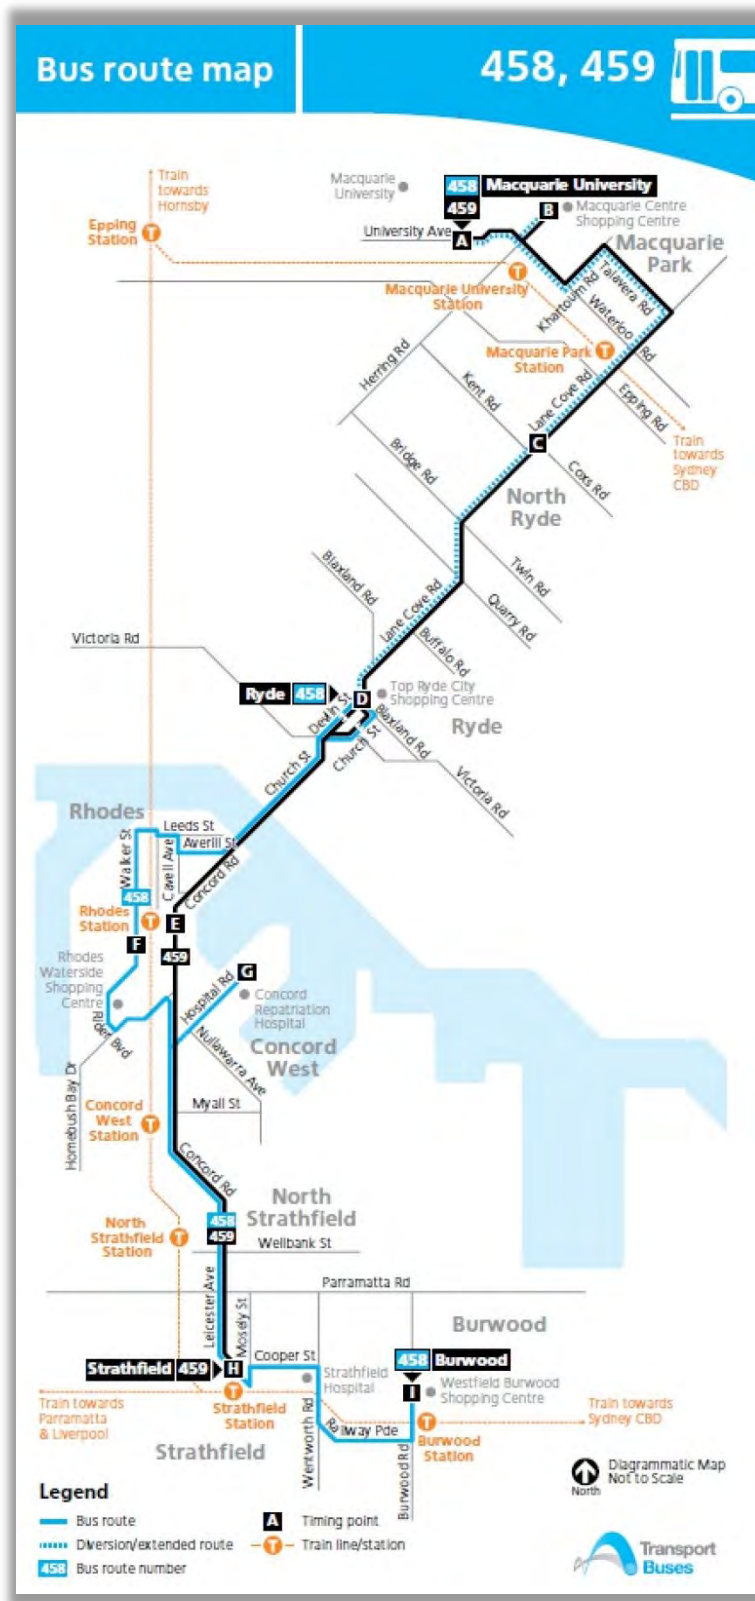 Bus route map
458, 459
Train
towards
Hornsby
Macquarie
University
458 Macquarie University
459
B
Macquarie Centre
Shopping Centre
Epping
Station
T
University Ave
A
Macquarie
Park
T
Macquarie University
Station
Khartoum Rd
Talavera Rd
Waterloo Rd
Macquarie Park
Station
T
Herring Rd
Kent Rd
Lane Cove Rd
Epping Rd
Train
towards
Sydney
CBD
C
Bridge Rd
Coxs Rd
North
Ryde
Blaxland Rd
Twin Rd
Lane Cove Rd
Quarry Rd
Victoria Rd
Buffalo Rd
Ryde 458
D
Top Ryde City
Shopping Centre
Devlin St
Ryde
Church St
Blaxland Rd
Church St
Victoria Rd
Rhodes
Leeds St
Averill St
Walker St
Cavell Ave
Concord Rd
458
Rhodes
Station
T
E
F
459
Rhodes
Waterside
Shopping
Centre
Hospital Rd
G
Concord
Repatriation
Hospital
Rider Bvd
Nullawarra Ave
Concord
West
Homebush Bay Dr
Concord
West
Station
T
Myall St
Concord Rd
North
Strathfield
North
Strathfield
Station
T
458
459
Wellbank St
Parramatta Rd
Leicester Ave
Mosely St
Burwood
Strathfield 459
H
Cooper St
458 Burwood
Strathfield
Hospital
I
Westfield Burwood
Shopping Centre
Train towards
Parramatta
& Liverpool
T
Strathfield
Station
Wentworth Rd
Railway Pde
T
Burwood
Station
Train towards
Sydney CBD
Strathfield
Burwood Rd
North
Diagrammatic Map
Not to Scale
Legend
Bus route
A Timing point
Diversion/extended route
T Train line/station
458 Bus route number
Transport
Buses